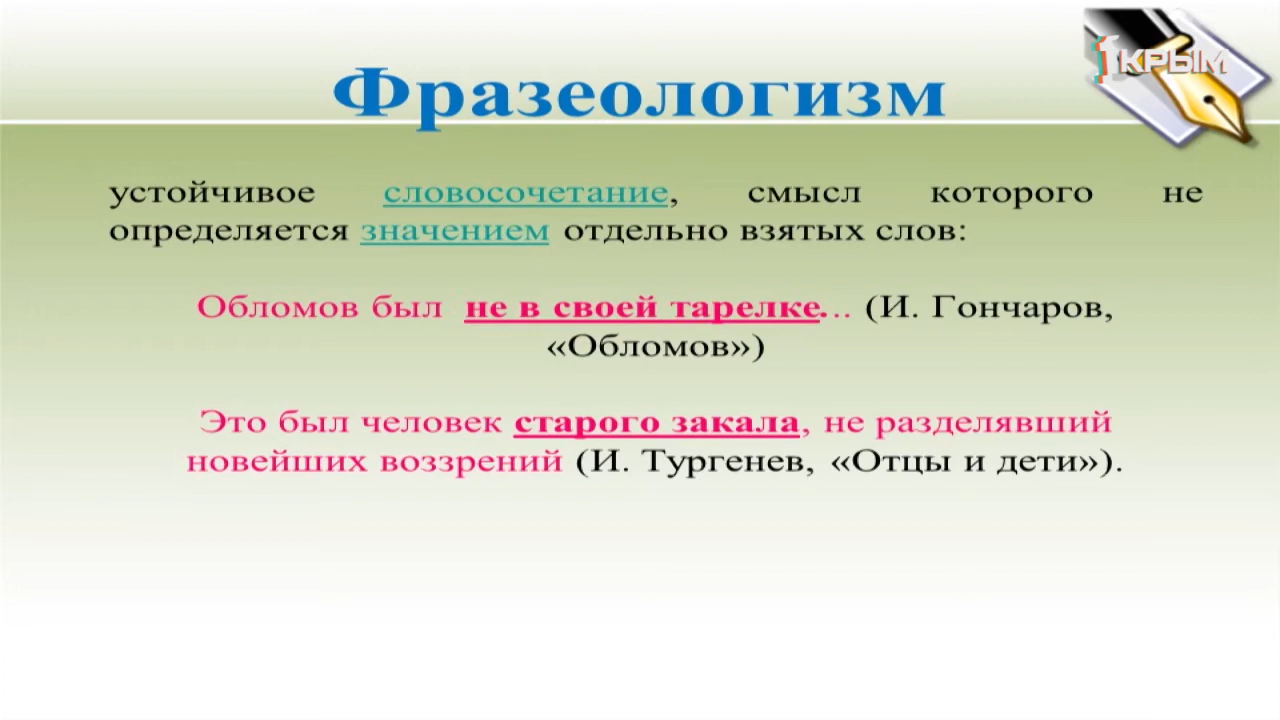 1КРЫМ
Фразеологизм
устойчивое словосочетание, смысл которого не
определяется значением отдельно взятых слов:
Обломов был не в своей тарелке... (И. Гончаров,
«Обломов»)
Это был человек старого закала, не разделявший
новейших воззрений (И. Тургенев, «Отцы и дети»).